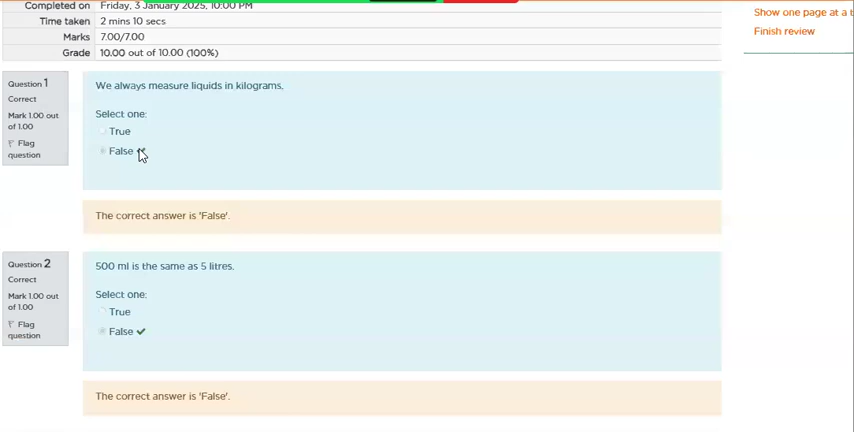 Completed on Friday, 3 January 2025, 10:00 PM
Time taken 2 mins 10 secs
Marks 7.00/7.00
Grade 10.00 out of 10.00 (100%)
Show one page at a t
Finish review
Question 1
Correct
Mark 1.00 out
of 1.00
Flag
question
We always measure liquids in kilograms.
Select one:
True
False
The correct answer is 'False'.
Question 2
Correct
Mark 1.00 out
of 1.00
Flag
question
500 ml is the same as 5 litres.
Select one:
True
False
The correct answer is 'False'.